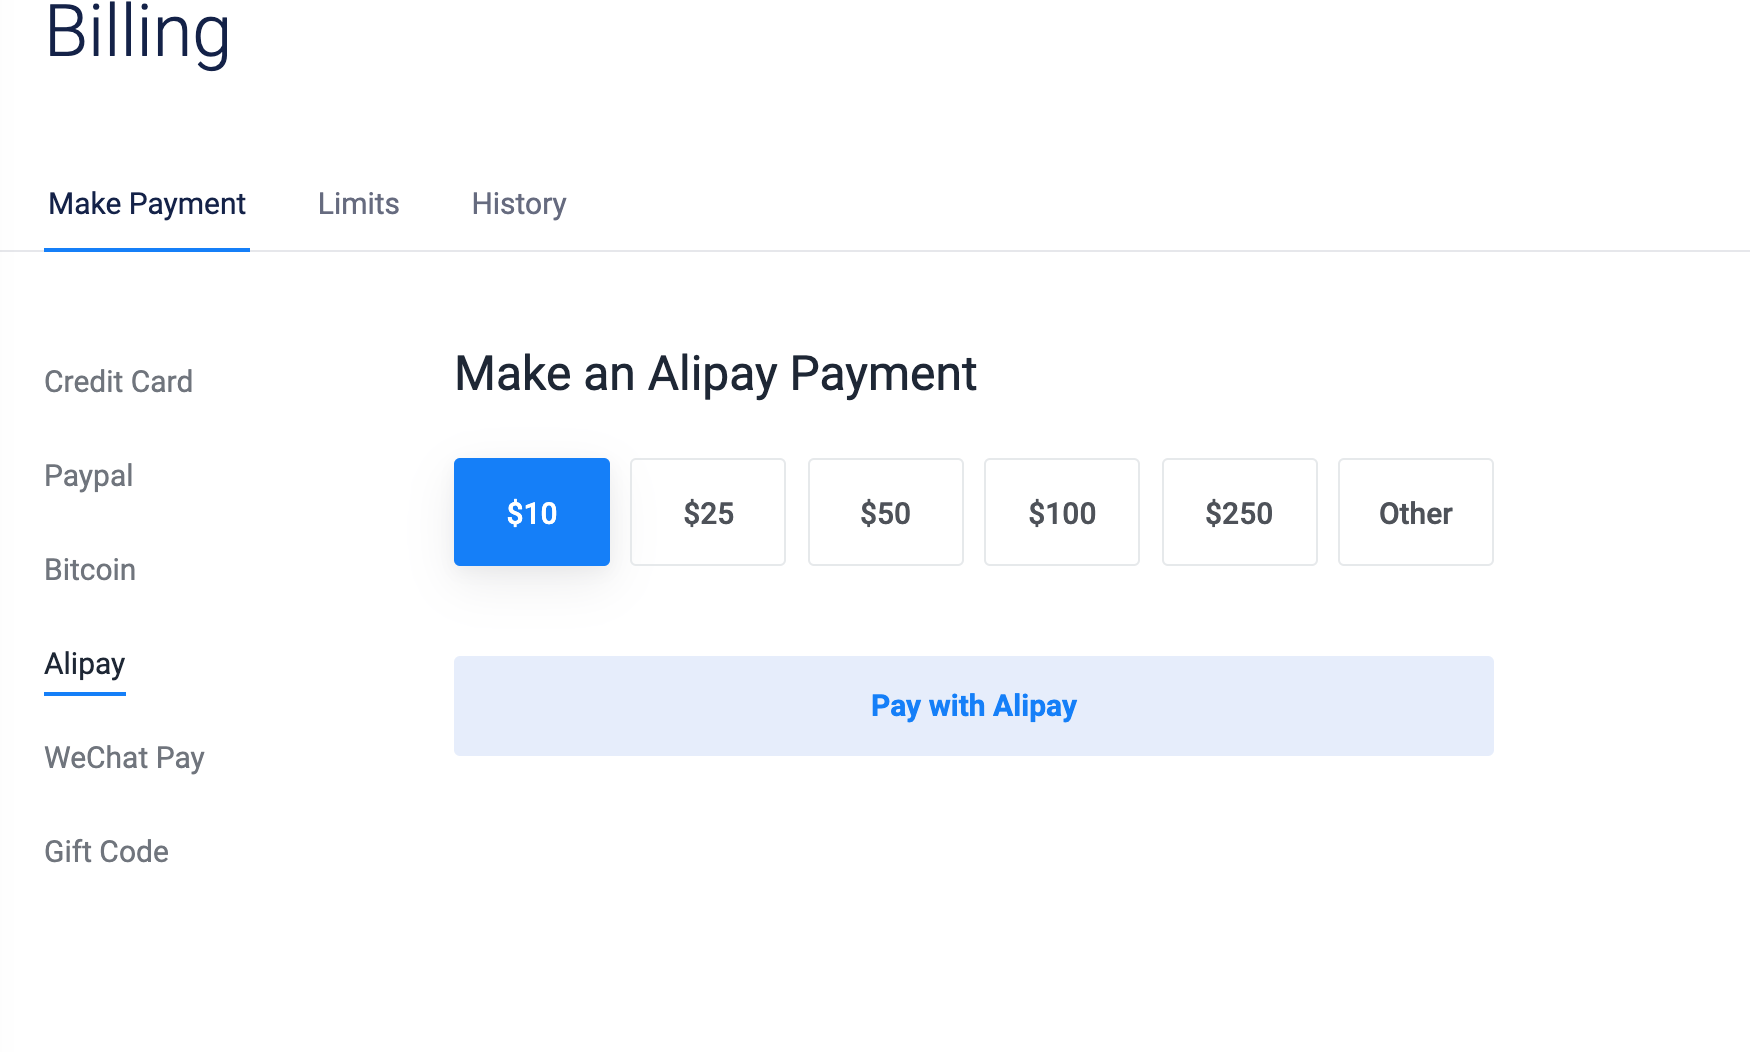 Billing
Make Payment
Limits
History
Credit Card
Paypal
Bitcoin
Alipay
WeChat Pay
Gift Code
Make an Alipay Payment
$10
$25
$50
$100
$250
Other
Pay with Alipay